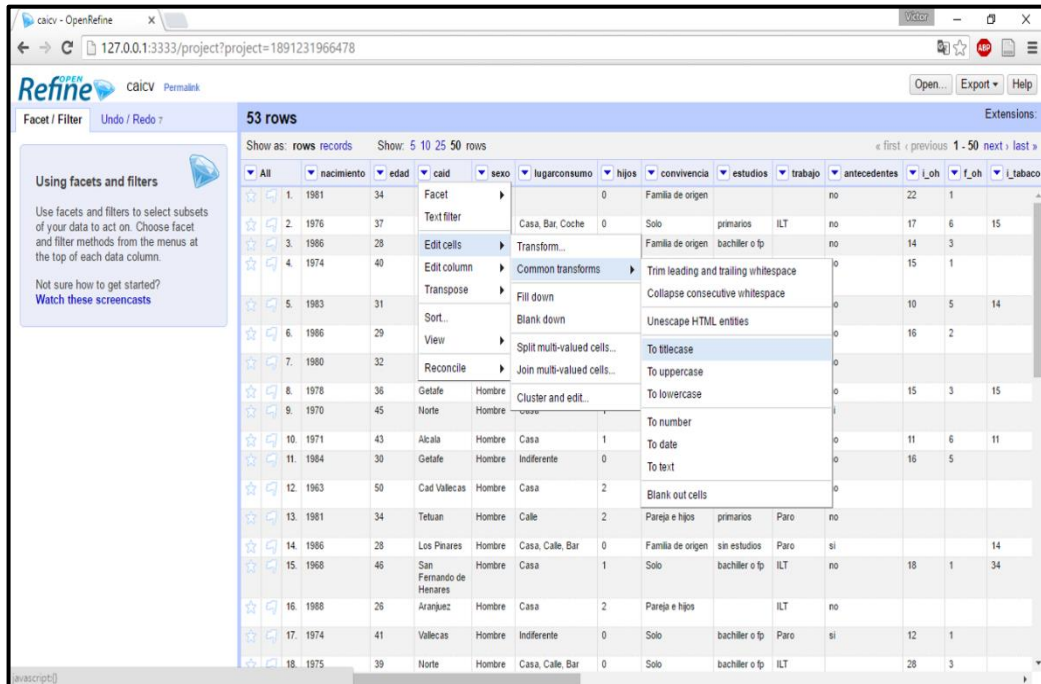 caicv - OpenRefine
Victor
127.0.0.1:3333/project?project=1891231966478
ABP
OPEN
Refine caicv Permalink
Open... Export Help
Facet / Filter Undo / Redo 7
53 rows
Extensions:
Show as: rows records Show: 5 10 25 50 rows
« first ‹ previous 1 - 50 next › last »
Using facets and filters
Use facets and filters to select subsets
of your data to act on. Choose facet
and filter methods from the menus at
the top of each data column.
Not sure how to get started?
Watch these screencasts
All nacimiento edad caid sexo lugarconsumo hijos convivencia estudios trabajo antecedentes i_oh f_oh i_tabaco
1. 1981 34 0 Familia de origen no 22 1
2. 1976 37 Casa, Bar, Coche 0 Solo primarios ILT no 17 6 15
3. 1986 28 Familia de origen bachiller o fp no 14 3
4. 1974 40 15 1
5. 1983 31 10 5 14
6. 1986 29 16 2
7. 1980 32
8. 1978 36 Getafe Hombre 15 3 15
9. 1970 45 Norte Hombre
10. 1971 43 Alcala Hombre Casa 1 11 6 11
11. 1984 30 Getafe Hombre Indiferente 0 16 5
12. 1963 50 Cad Vallecas Hombre Casa 2
13. 1981 34 Tetuan Hombre Calle 2 Pareja e hijos primarios Paro no
14. 1986 28 Los Pinares Hombre Casa, Calle, Bar 0 Familia de origen sin estudios Paro si 14
15. 1968 46 San Fernando de Henares Hombre Casa 1 Solo bachiller o fp ILT no 18 1 34
16. 1988 26 Aranjuez Hombre Casa 2 Pareja e hijos ILT no
17. 1974 41 Vallecas Hombre Indiferente 0 Solo bachiller o fp Paro si 12 1
18. 1975 39 Norte Hombre Casa, Calle, Bar 0 Solo bachiller o fp ILT 28 3
Facet
Text filter
Edit cells
Edit column
Transpose
Sort...
View
Reconcile
Transform...
Common transforms
Fill down
Blank down
Split multi-valued cells...
Join multi-valued cells...
Cluster and edit...
Trim leading and trailing whitespace
Collapse consecutive whitespace
Unescape HTML entities
To titlecase
To uppercase
To lowercase
To number
To date
To text
Blank out cells
javascript:{}